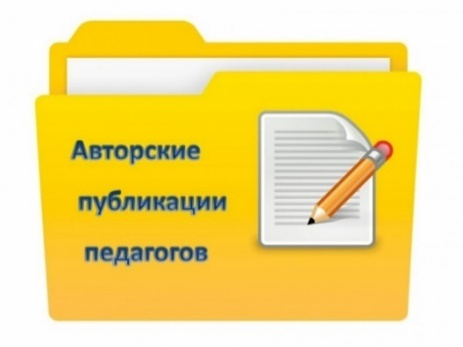 Авторские
публикации
педагогов